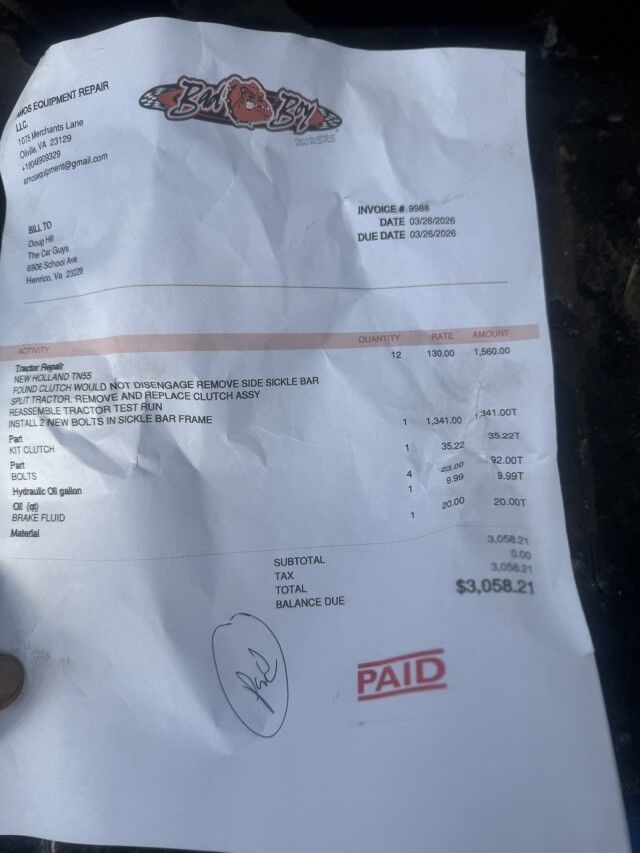 AMOS EQUIPMENT REPAIR
LLC.
1075 Merchants Lane
Oilville, VA 23129
+18046909329
amosequipment@gmail.com
Bad Boy
MOWERS
BILL TO
Doug Hill
The Car Guys
6906 School Ave
Henrico, Va 23228
INVOICE # 9988
DATE 03/26/2026
DUE DATE 03/26/2026
ACTIVITY QUANTITY RATE AMOUNT
Tractor Repair 12 130.00 1,560.00
NEW HOLLAND TN55
FOUND CLUTCH WOULD NOT DISENGAGE REMOVE SIDE SICKLE BAR
SPLIT TRACTOR, REMOVE AND REPLACE CLUTCH ASSY
REASSEMBLE TRACTOR TEST RUN
INSTALL 2 NEW BOLTS IN SICKLE BAR FRAME
Part 1 1,341.00 1,341.00T
KIT CLUTCH
Part 1 35.22 35.22T
BOLTS
Hydraulic Oil gallon 4 23.00 92.00T
Oil (qt) 1 9.99 9.99T
BRAKE FLUID
Material 1 20.00 20.00T
SUBTOTAL 3,058.21
TAX 0.00
TOTAL 3,058.21
BALANCE DUE $3,058.21
Paid
PAID